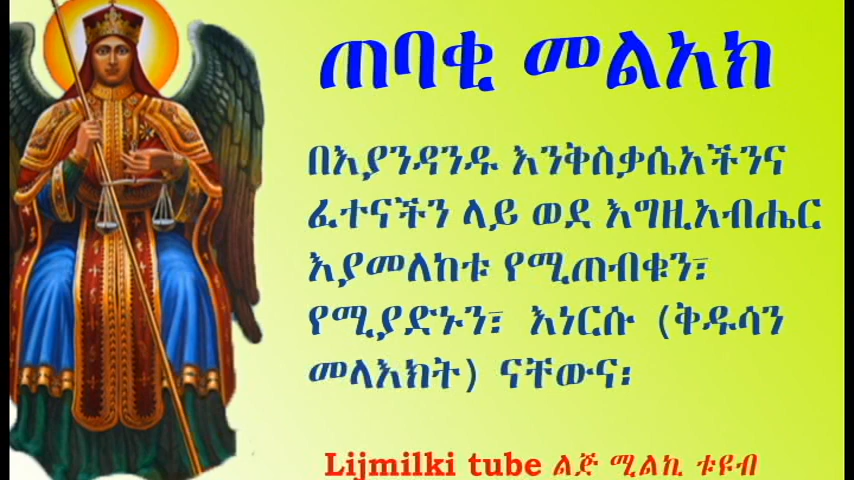 ጠባቂ መልአክ
በእያንዳንዱ እንቅስቃሴአችንና
ፈተናችን ላይ ወደ እግዚአብሔር
እያመለከቱ የሚጠብቁን፣
የሚያድኑን፣ እነርሱ (ቅዱሳን
መላእክት) ናቸውና፡
Lijmilki tube ልጅ ሚልኪ ቱዩብ